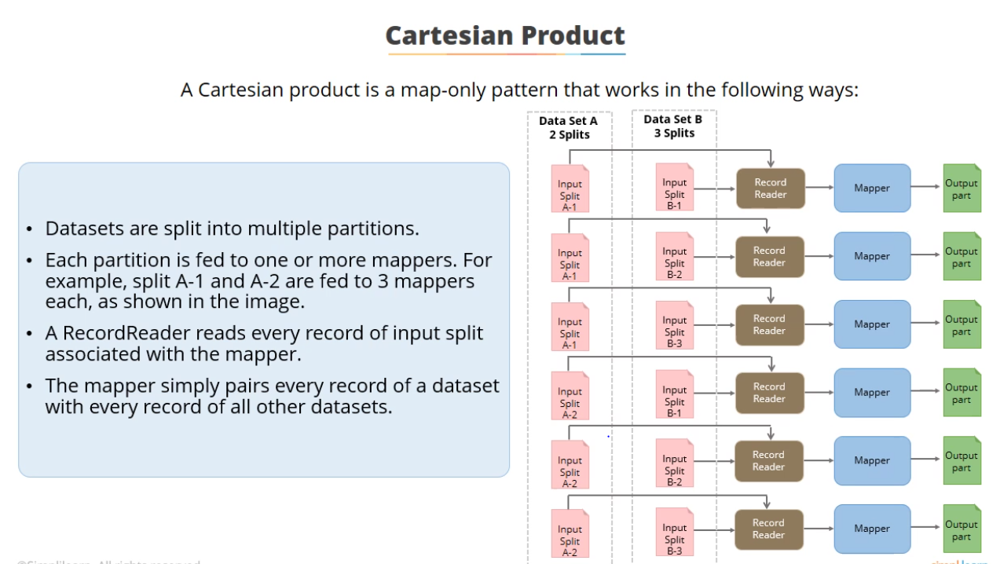 Cartesian Product
A Cartesian product is a map-only pattern that works in the following ways:
• Datasets are split into multiple partitions.
• Each partition is fed to one or more mappers. For
example, split A-1 and A-2 are fed to 3 mappers
each, as shown in the image.
• A RecordReader reads every record of input split
associated with the mapper.
• The mapper simply pairs every record of a dataset
with every record of all other datasets.
Data Set A
2 Splits
Data Set B
3 Splits
Input
Split
A-1
Input
Split
B-1
Record
Reader
Mapper
Output
part
Input
Split
A-1
Input
Split
B-2
Record
Reader
Mapper
Output
part
Input
Split
A-1
Input
Split
B-3
Record
Reader
Mapper
Output
part
Input
Split
A-2
Input
Split
B-1
Record
Reader
Mapper
Output
part
Input
Split
A-2
Input
Split
B-2
Record
Reader
Mapper
Output
part
Input
Split
A-2
Input
Split
B-3
Record
Reader
Mapper
Output
part
©Simplilearn. All rights reserved
simplilearn